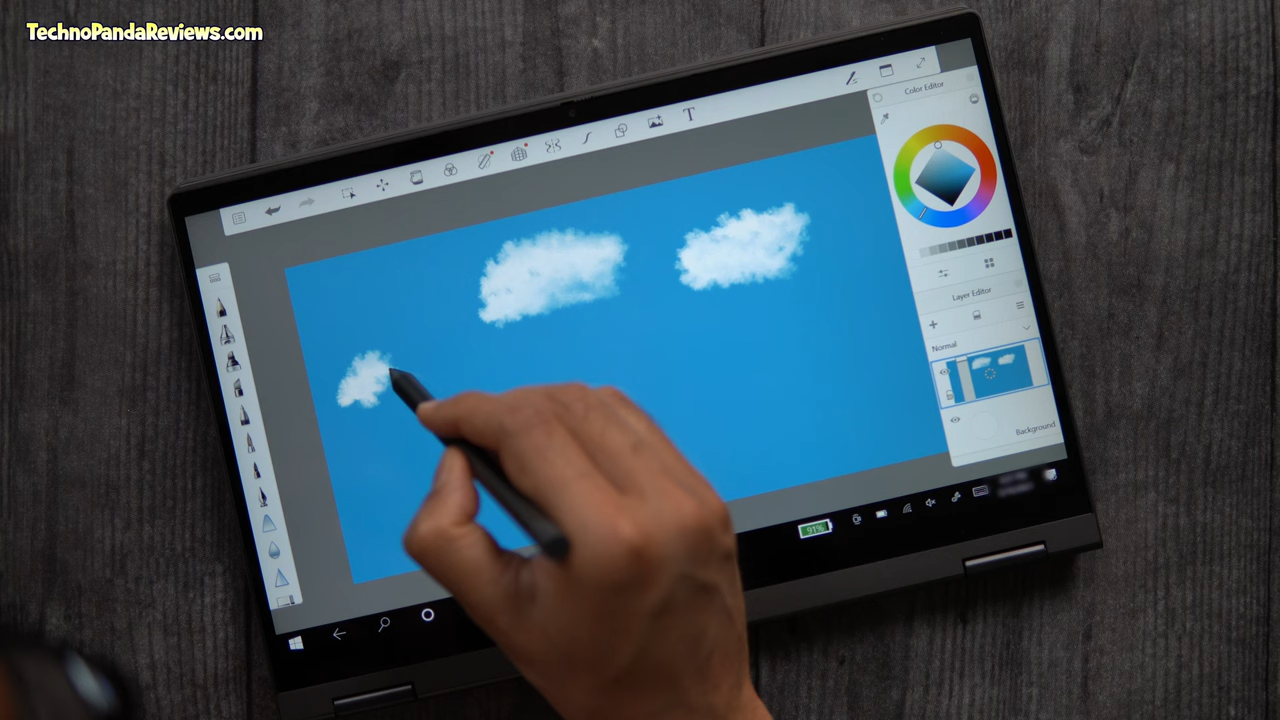 TechnoPandaReviews.com
T
Color Editor
Layer Editor
Normal
Background
91%